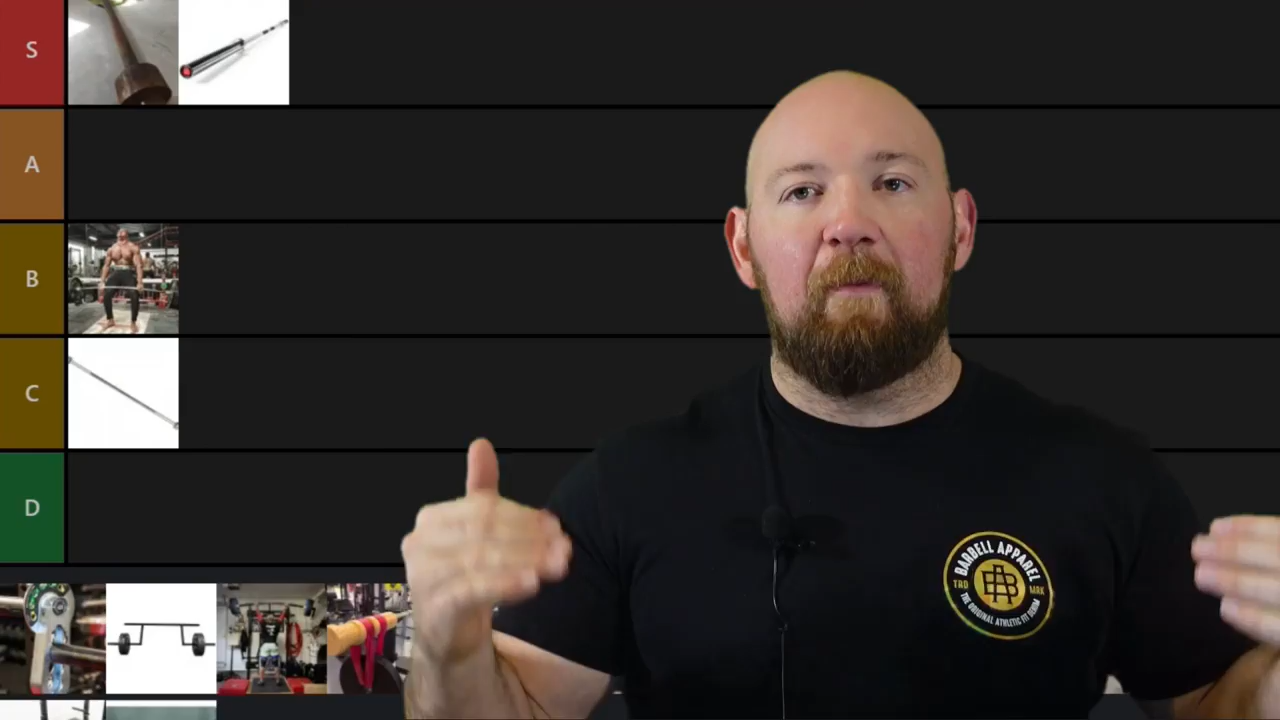 S
A
B
C
D
BARBELL APPAREL
TRD MRK
THE ORIGINAL ATHLETIC FIT DENIM